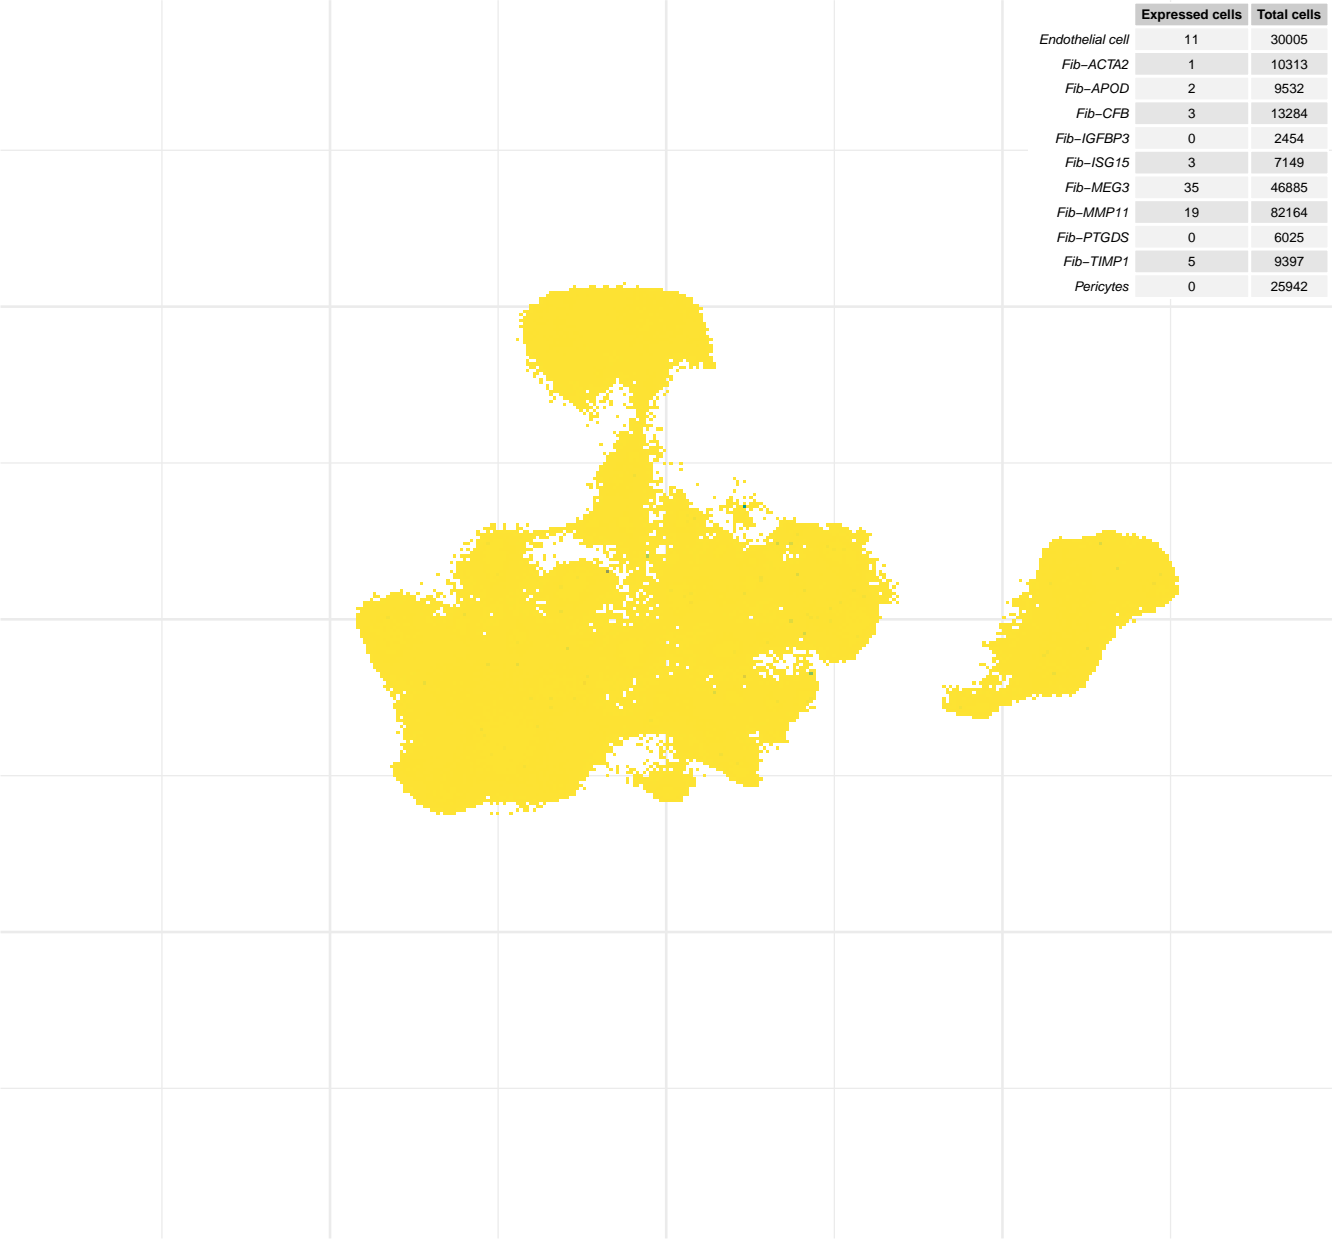 Expressed cells Total cells
Endothelial cell 11 30005
Fib−ACTA2 1 10313
Fib−APOD 2 9532
Fib−CFB 3 13284
Fib−IGFBP3 0 2454
Fib−ISG15 3 7149
Fib−MEG3 35 46885
Fib−MMP11 19 82164
Fib−PTGDS 0 6025
Fib−TIMP1 5 9397
Pericytes 0 25942